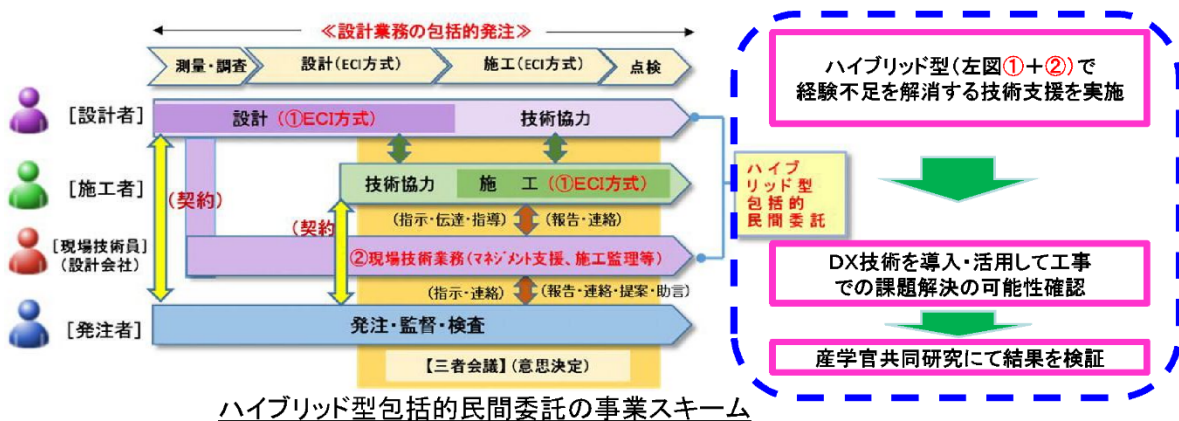 ≪設計業務の包括的発注≫
測量・調査
設計(ECI方式)
施工(ECI方式)
点検
[設計者]
設計(①ECI方式)
技術協力
[施工者]
技術協力
施 工(①ECI方式)
(契約)
(契約)
(指示・伝達・指導)
(報告・連絡)
[現場技術員]
(設計会社)
②現場技術業務(マネジメント支援、施工監理等)
(指示・連絡)
(報告・連絡・提案・助言)
[発注者]
発注・監督・検査
【三者会議】(意思決定)
ハイブ
リッド型
包括的
民間委託
ハイブリッド型包括的民間委託の事業スキーム
ハイブリッド型(左図①+②)で
経験不足を解消する技術支援を実施
DX技術を導入・活用して工事
での課題解決の可能性確認
産学官共同研究にて結果を検証